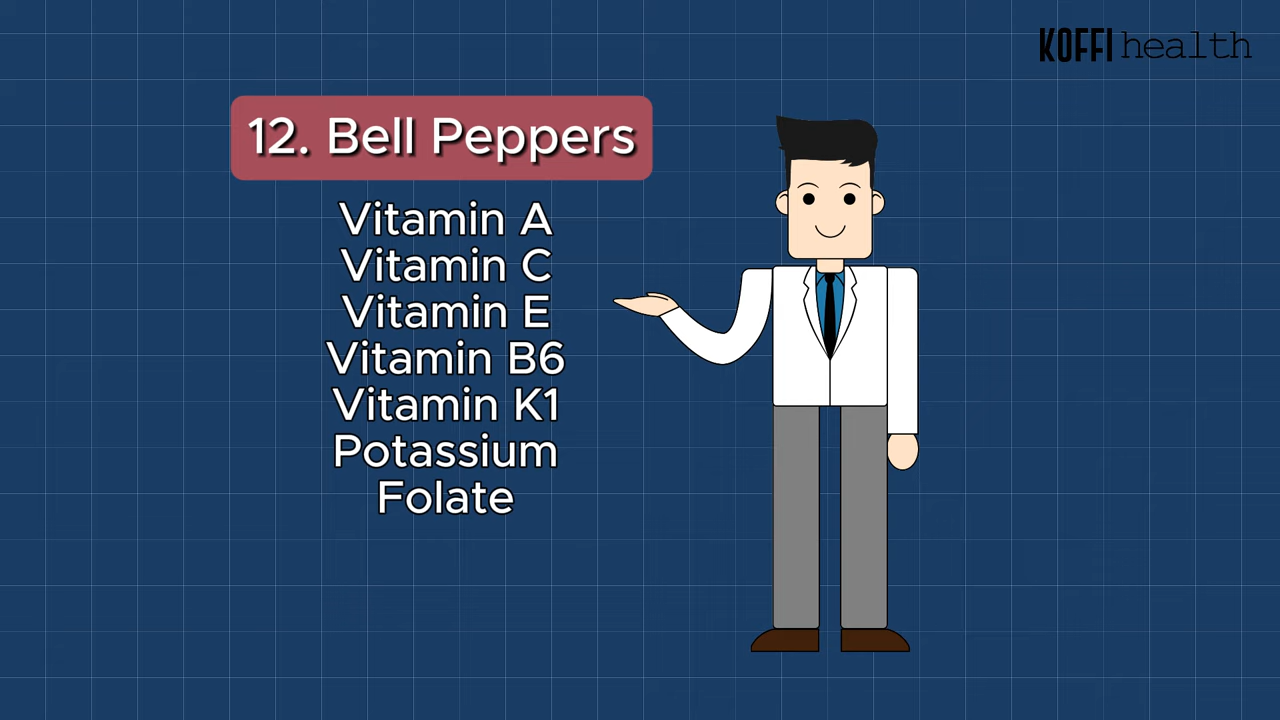 KOFFI health
12. Bell Peppers
Vitamin A
Vitamin C
Vitamin E
Vitamin B6
Vitamin K1
Potassium
Folate